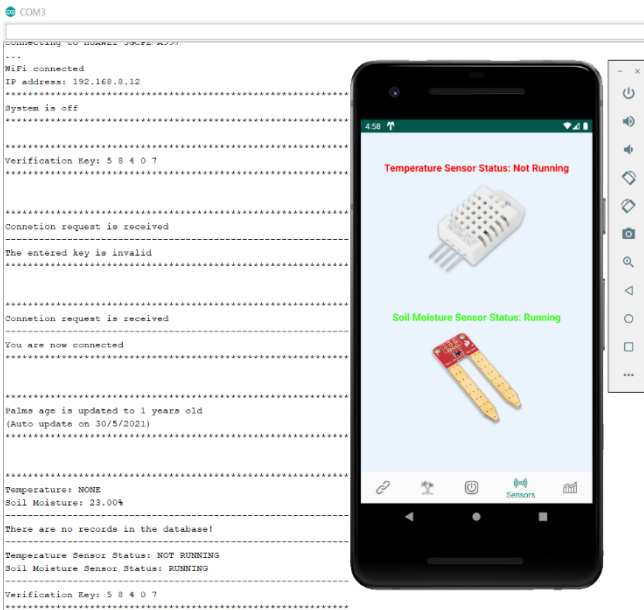 COM3
...
WiFi connected
IP address: 192.168.8.12
**************************************************
System is off
**************************************************
**************************************************
Verification Key: 5 8 4 0 7
**************************************************
**************************************************
Connetion request is received
--------------------------------------------------
The entered key is invalid
**************************************************
**************************************************
Connetion request is received
--------------------------------------------------
You are now connected
**************************************************
**************************************************
Palms age is updated to 1 years old
(Auto update on 30/5/2021)
**************************************************
**************************************************
Temperature: NONE
Soil Moisture: 23.00%
--------------------------------------------------
There are no records in the database!
--------------------------------------------------
Temperature Sensor Status: NOT RUNNING
Soil Moisture Sensor Status: RUNNING
--------------------------------------------------
Verification Key: 5 8 4 0 7
**************************************************
4:58
Temperature Sensor Status: Not Running
Soil Moisture Sensor Status: Running
Sensors